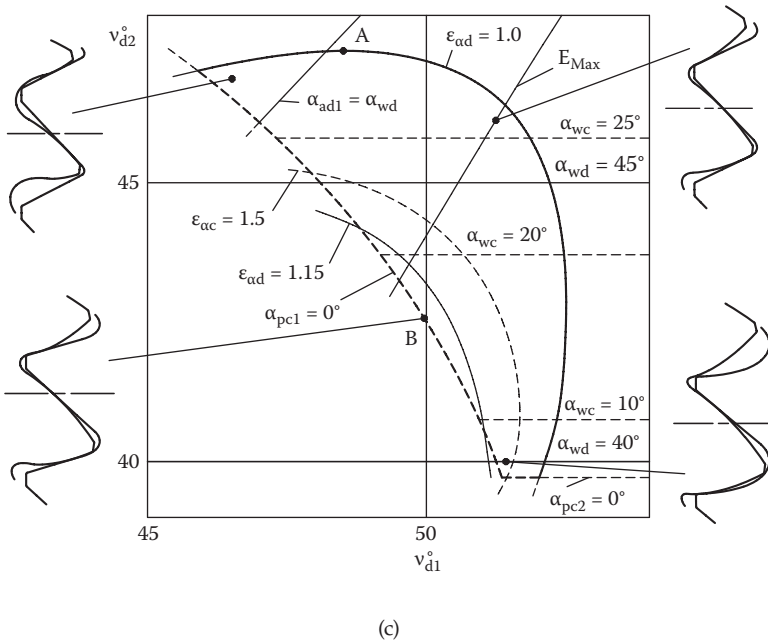 ν°d2
A
εαd = 1.0
EMax
αad1 = αwd
αwc = 25°
αwd = 45°
45
εαc = 1.5
αwc = 20°
εαd = 1.15
αpc1 = 0°
B
αwc = 10°
αwd = 40°
40
αpc2 = 0°
45
50
ν°d1
(c)